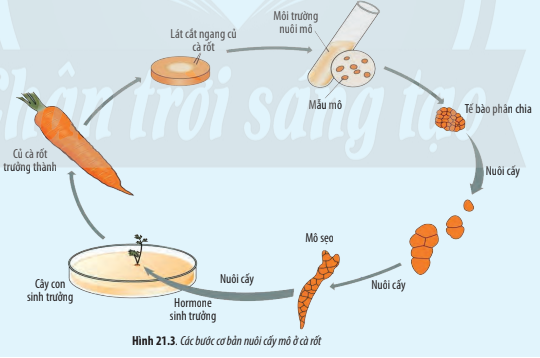 Chân trời sáng tạo
Lát cắt ngang củ
cà rốt
Môi trường
nuôi mô
Mẫu mô
Tế bào phân chia
Nuôi cấy
Nuôi cấy
Mô sẹo
Nuôi cấy
Hormone
sinh trưởng
Cây con
sinh trưởng
Củ cà rốt
trưởng thành
Hình 21.3. Các bước cơ bản nuôi cấy mô ở cà rốt